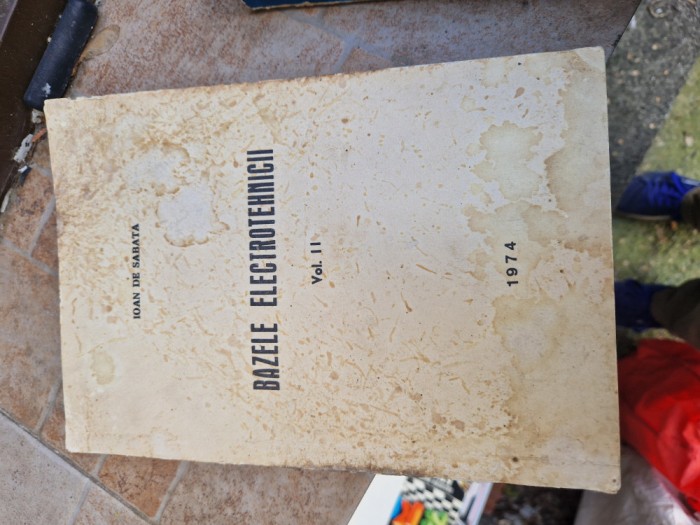 IOAN DE SABATA
BAZELE ELECTROTEHNICII
Vol. II
1974